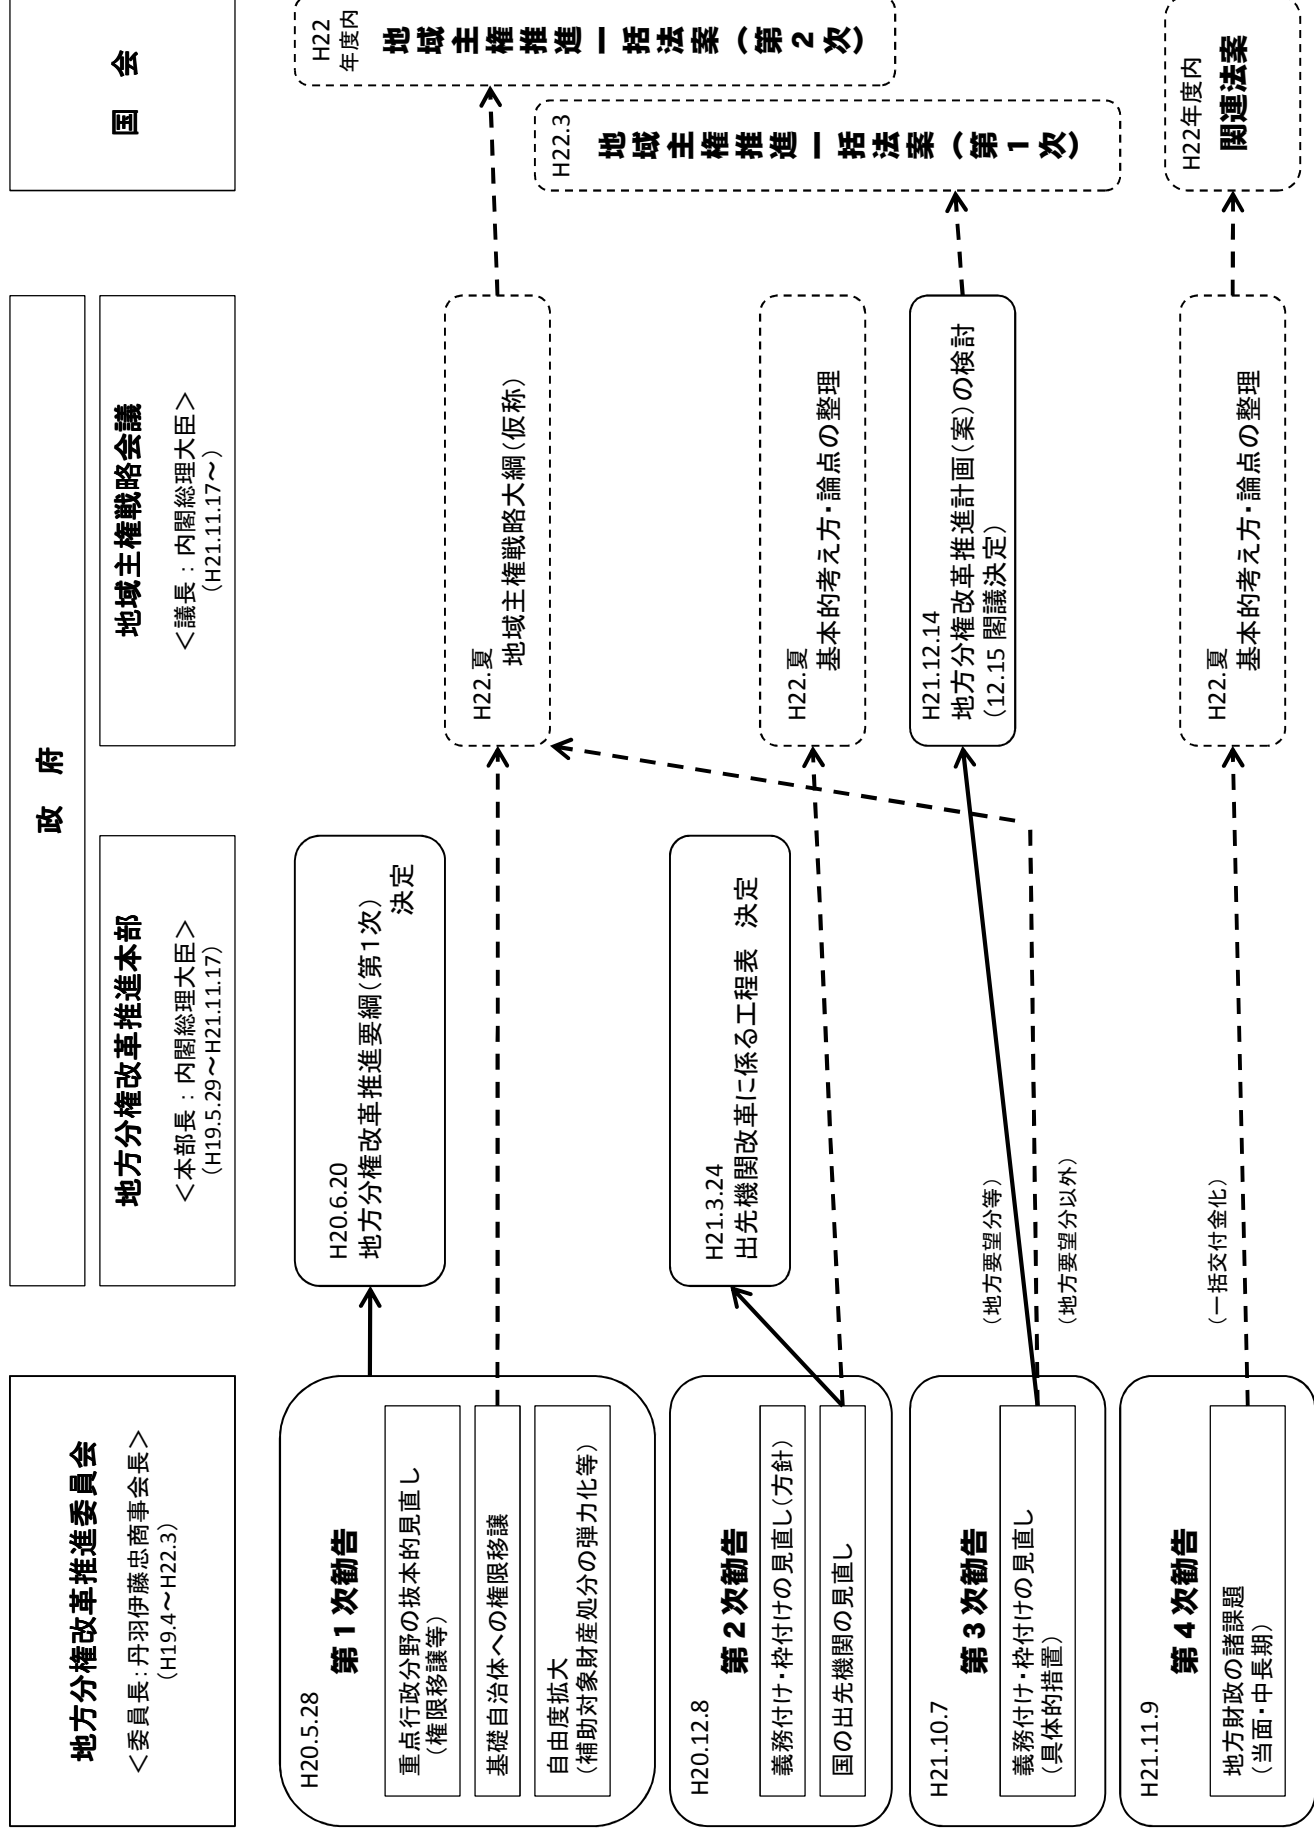 地方分権改革推進委員会
＜委員長：丹羽伊藤忠商事会長＞
（H19.4～H22.3）
政 府
地方分権改革推進本部
＜本部長：内閣総理大臣＞
（H19.5.29～H21.11.17）
地域主権戦略会議
＜議長：内閣総理大臣＞
（H21.11.17～）
国 会
H20.5.28
第１次勧告
重点行政分野の抜本的見直し
（権限移譲等）
基礎自治体への権限移譲
自由度拡大
（補助対象財産処分の弾力化等）
H20.6.20
地方分権改革推進要綱（第１次）
決定
H22.夏
地域主権戦略大綱（仮称）
H22
年度内
地域主権推進一括法案（第２次）
H20.12.8
第２次勧告
義務付け・枠付けの見直し（方針）
国の出先機関の見直し
H21.3.24
出先機関改革に係る工程表 決定
H22.夏
基本的考え方・論点の整理
H22.3
地域主権推進一括法案（第１次）
H21.10.7
第３次勧告
義務付け・枠付けの見直し
（具体的措置）
（地方要望分等）
（地方要望分以外）
H21.12.14
地方分権改革推進計画（案）の検討
（12.15 閣議決定）
H21.11.9
第４次勧告
地方財政の諸課題
（当面・中長期）
（一括交付金化）
H22.夏
基本的考え方・論点の整理
H22年度内
関連法案